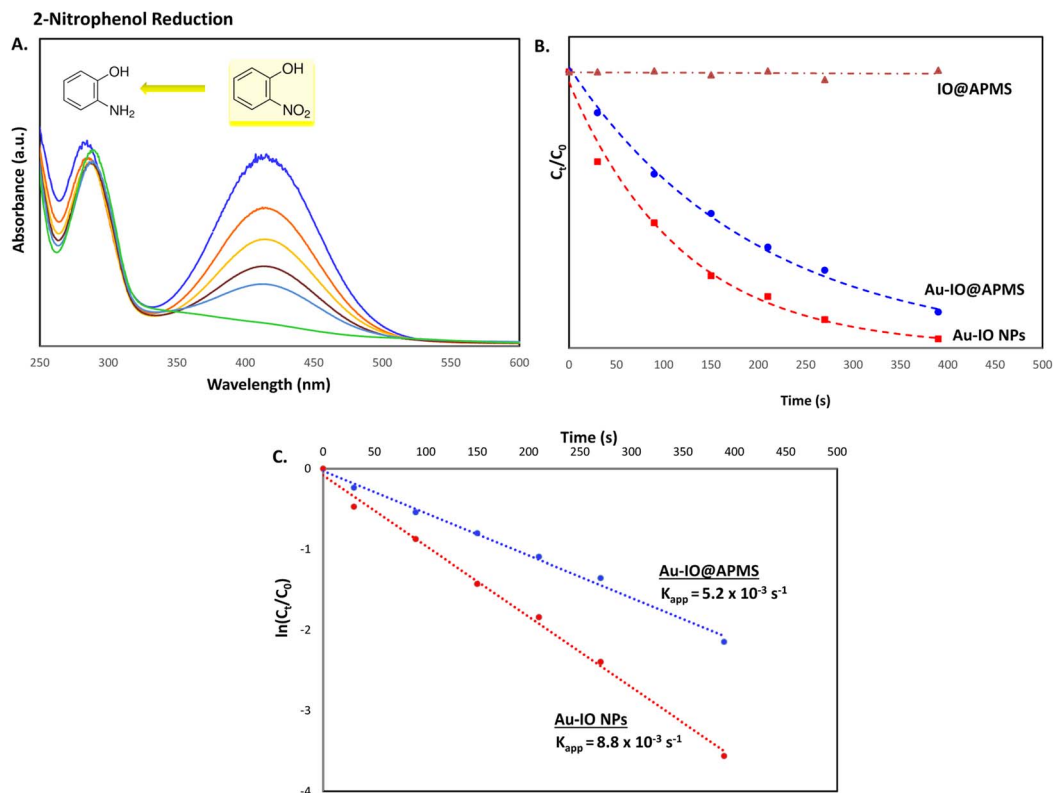 2-Nitrophenol Reduction
A.
OH
NH₂
OH
NO₂
Absorbance (a.u.)
250 300 350 400 450 500 550 600
Wavelength (nm)
B.
0 50 100 150 200 250 300 350 400 450 500
IO@APMS
Cₜ/C₀
Au-IO@APMS
Au-IO NPs
Time (s)
C.
Time (s)
0 50 100 150 200 250 300 350 400 450 500
0
-1
-2
-3
-4
ln(Cₜ/C₀)
Au-IO@APMS
Kₐₚₚ = 5.2 x 10⁻³ s⁻¹
Au-IO NPs
Kₐₚₚ = 8.8 x 10⁻³ s⁻¹